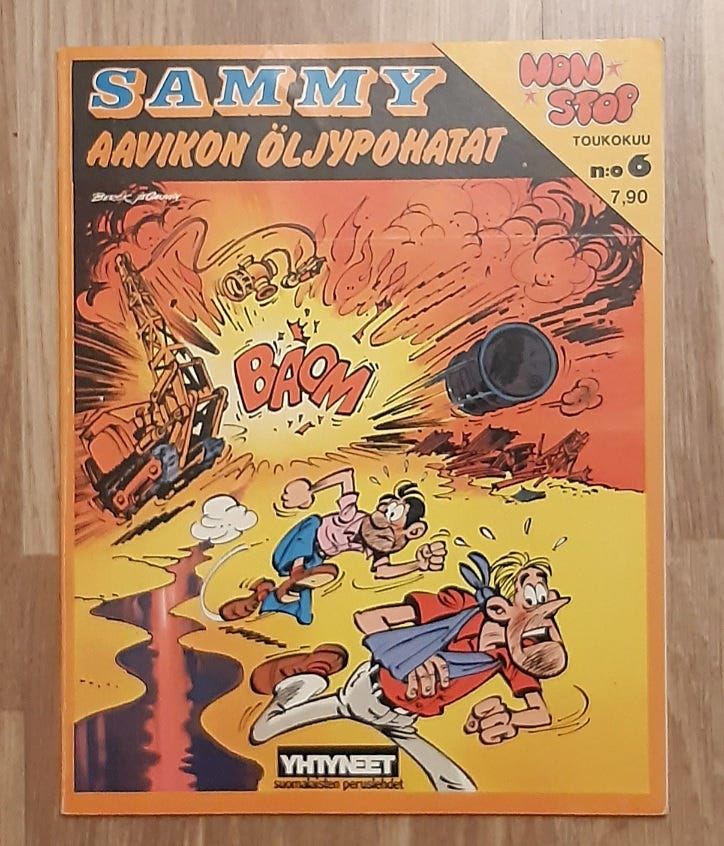 SAMMY
AAVIKON ÖLJYPOHATAT
NON
STOP
TOUKOKUU
n:o 6
7,90
BAOM
YHTYNEET
suomalaisten peruslehdet